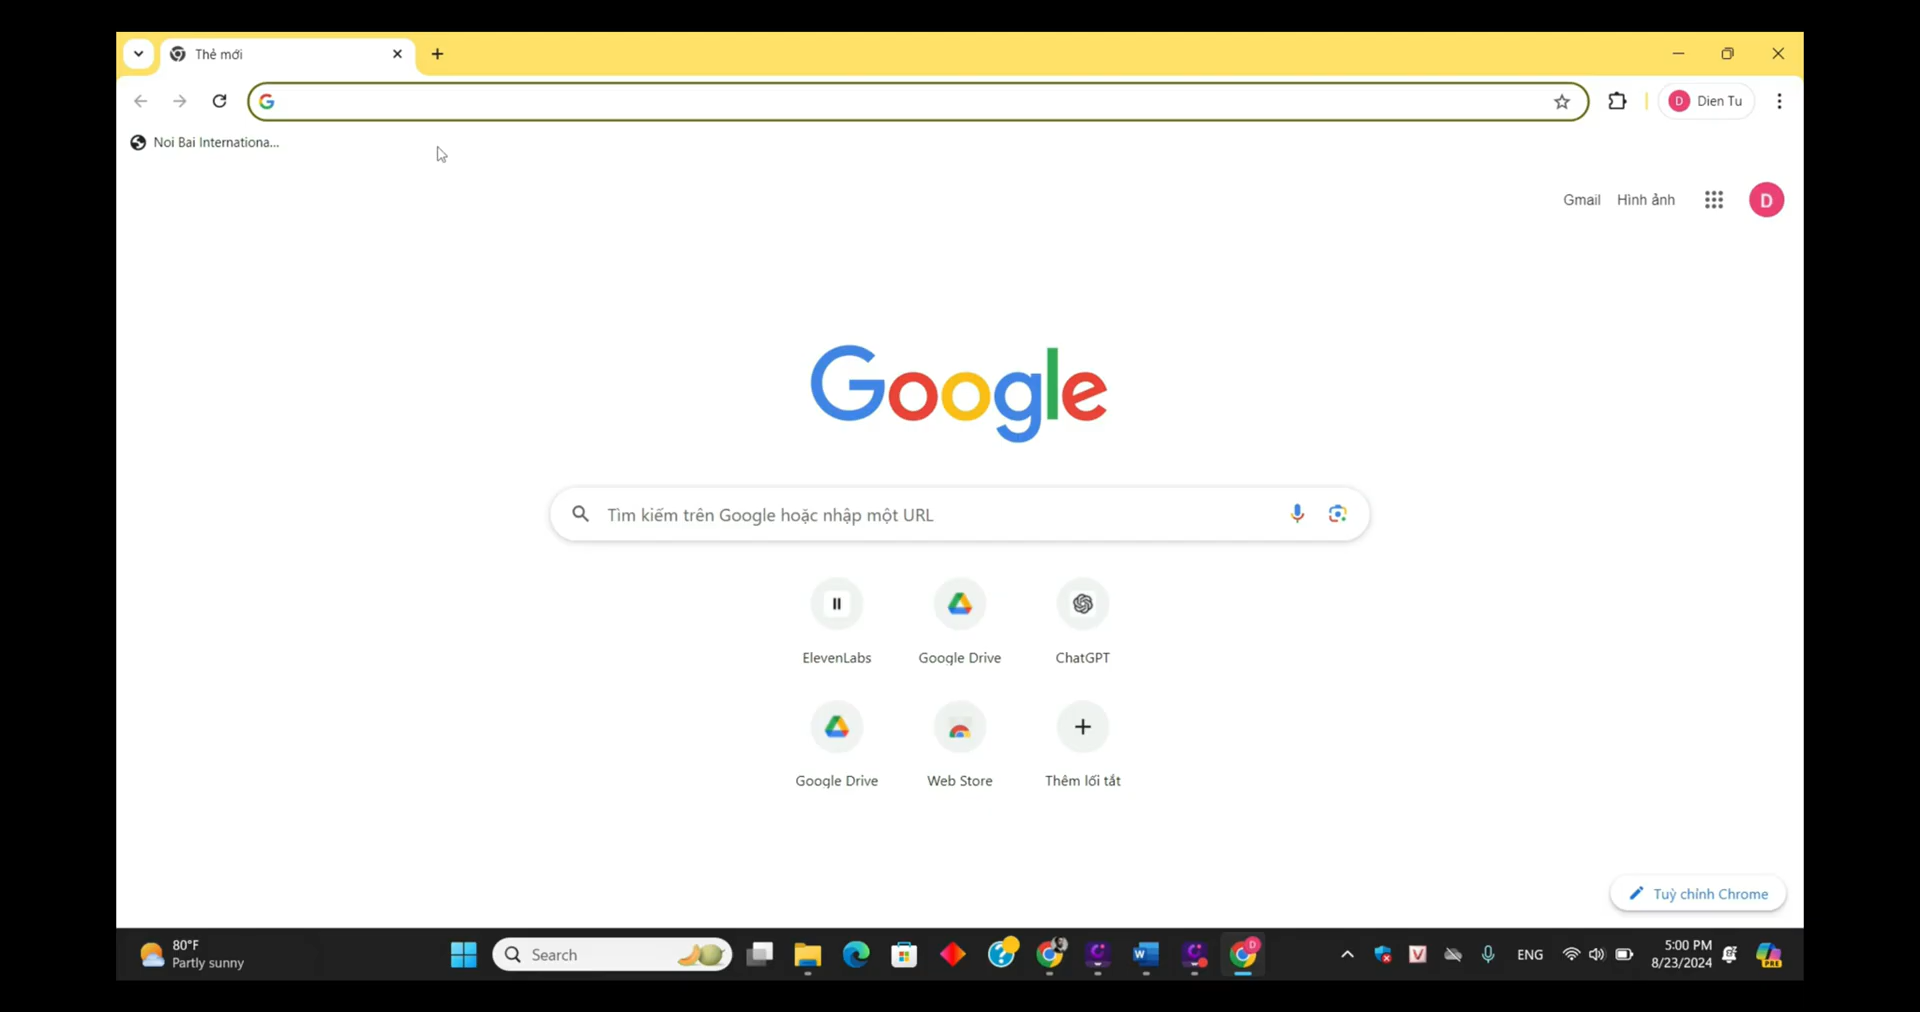 Thẻ mới
D Dien Tu
Noi Bai Internationa...
Gmail Hình ảnh D
Google
Tìm kiếm trên Google hoặc nhập một URL
ElevenLabs Google Drive ChatGPT
Google Drive Web Store Thêm lối tắt
Tuỳ chỉnh Chrome
80°F
Partly sunny
Search
ENG
5:00 PM
8/23/2024
PRE